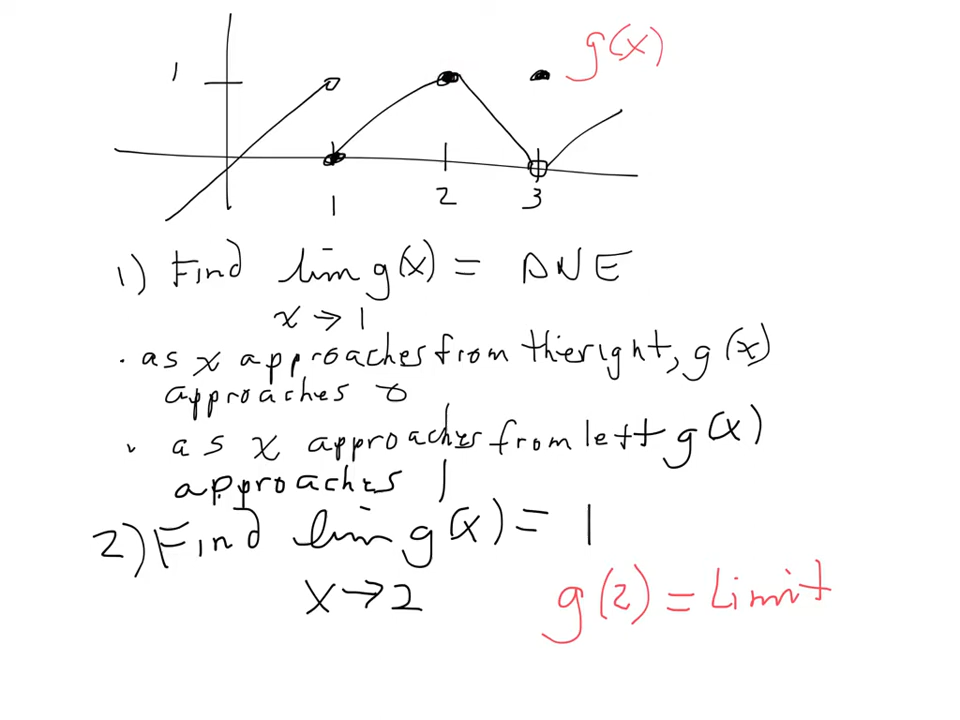 1 g(x)
1 2 3
1) Find lim g(x) = DNE
x → 1
· as x approaches from the right, g(x)
approaches 0
· as x approaches from left g(x)
approaches 1
2) Find lim g(x) = 1
x → 2 g(2) = Limit